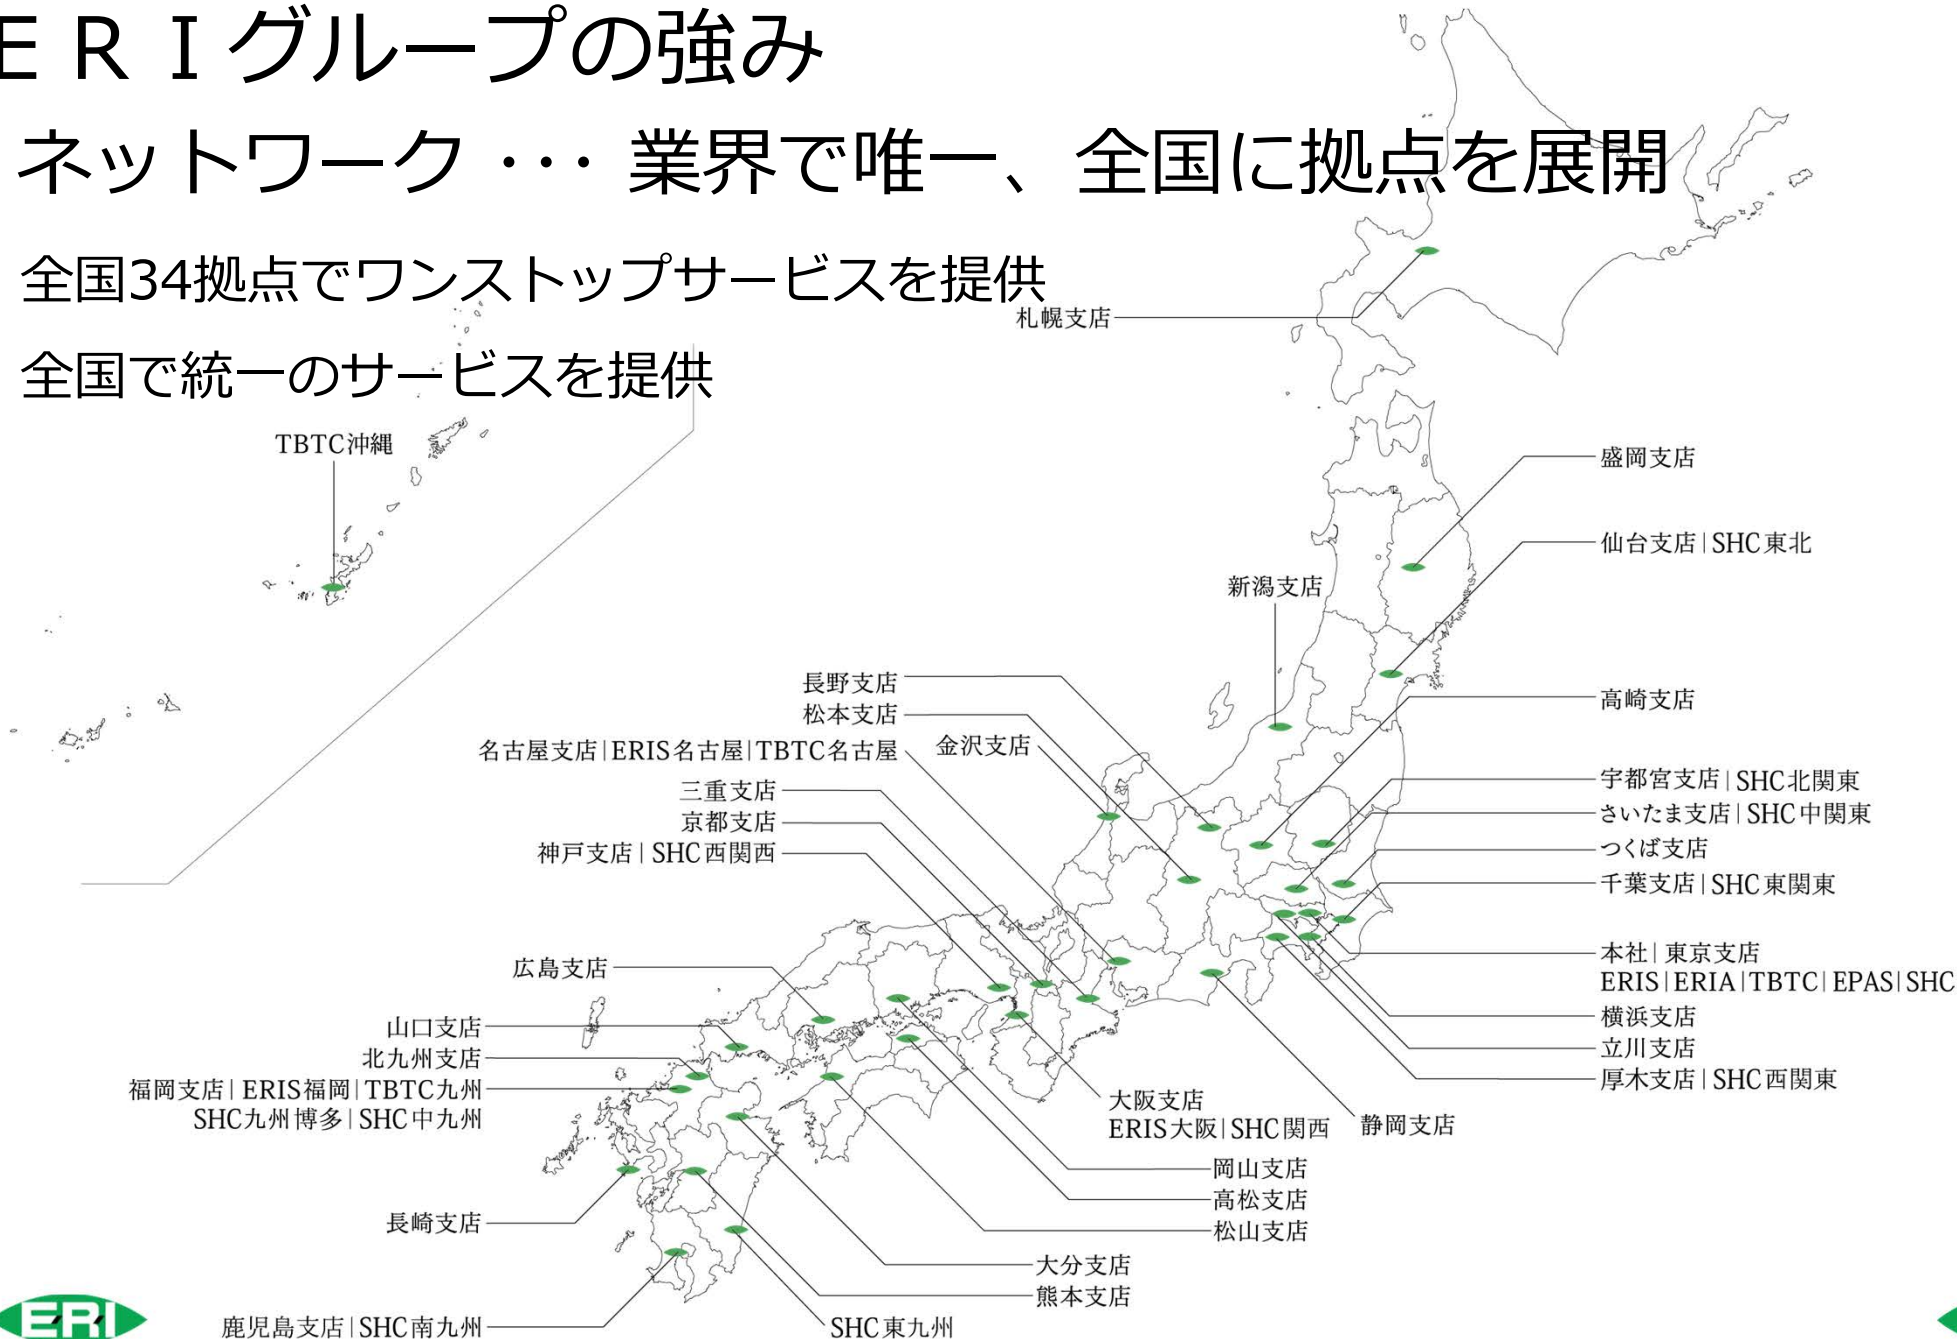 ＥＲＩグループの強み
ネットワーク ･･･ 業界で唯一、全国に拠点を展開
全国34拠点でワンストップサービスを提供
全国で統一のサービスを提供
札幌支店
TBTC沖縄
盛岡支店
仙台支店|SHC東北
新潟支店
長野支店
松本支店
金沢支店
名古屋支店|ERIS名古屋|TBTC名古屋
三重支店
京都支店
神戸支店|SHC西関西
高崎支店
宇都宮支店|SHC北関東
さいたま支店|SHC中関東
つくば支店
千葉支店|SHC東関東
本社|東京支店
ERIS|ERIA|TBTC|EPAS|SHC
横浜支店
立川支店
厚木支店|SHC西関東
広島支店
山口支店
北九州支店
福岡支店|ERIS福岡|TBTC九州
SHC九州博多|SHC中九州
大阪支店
ERIS大阪|SHC関西
静岡支店
岡山支店
高松支店
松山支店
長崎支店
大分支店
熊本支店
鹿児島支店|SHC南九州
SHC東九州
ERI